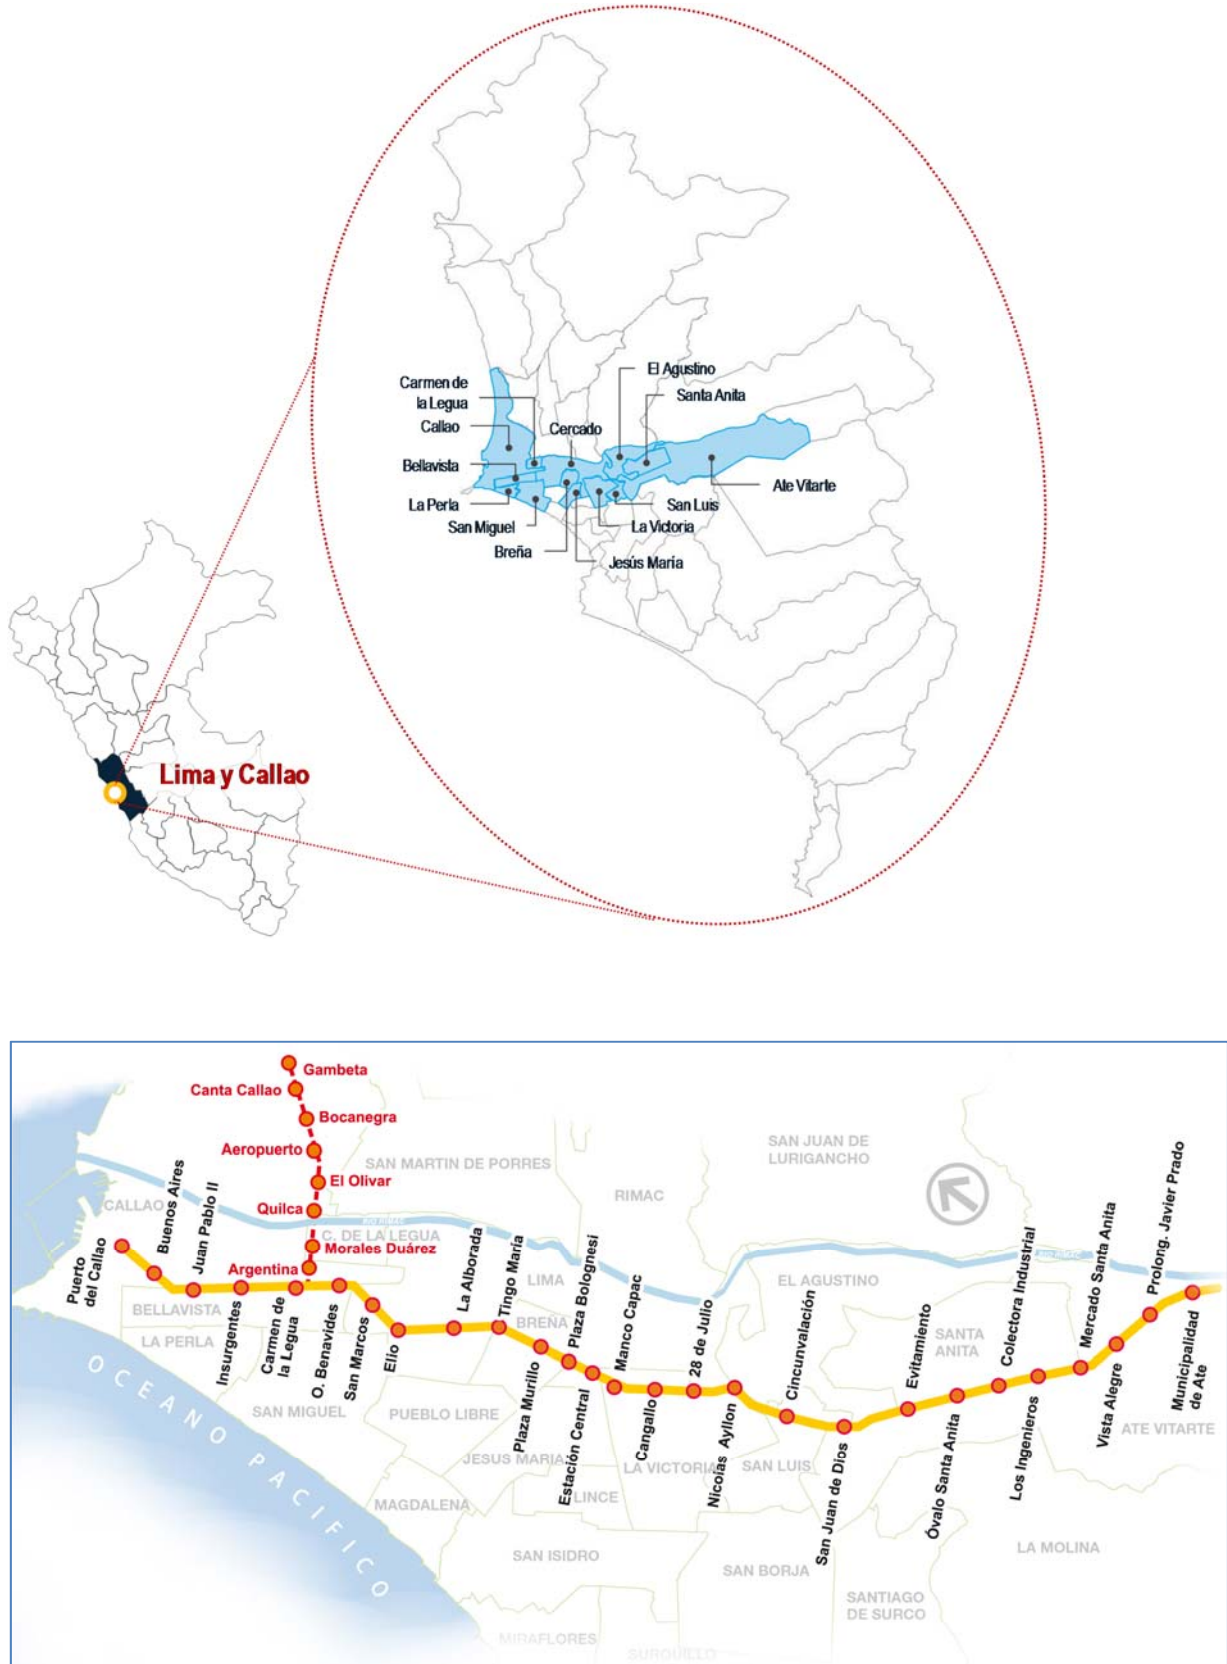 El Agustino
Carmen de
la Legua
Santa Anita
Callao
Cercado
Bellavista
Ate Vitarte
La Perla
San Luis
San Miguel
La Victoria
Breña
Jesús María
Lima y Callao
Gambeta
Canta Callao
Bocanegra
Aeropuerto
El Olivar
Quilca
Morales Duárez
Argentina
SAN MARTIN DE PORRES
RIMAC
SAN JUAN DE
LURIGANCHO
CALLAO
RIO RIMAC
C. DE LA LEGUA
RIO RIMAC
Puerto
del Callao
Buenos Aires
Juan Pablo II
Insurgentes
Carmen de
la Legua
O. Benavides
San Marcos
Elio
La Alborada
Tingo María
Plaza Murillo
Plaza Bolognesi
Estación Central
Manco Capac
Cangallo
28 de Julio
Nicolas Ayllon
Cincunvalación
San Juan de Dios
Evitamiento
Óvalo Santa Anita
Colectora Industrial
Los Ingenieros
Mercado Santa Anita
Vista Alegre
Prolong. Javier Prado
Municipalidad
de Ate
BELLAVISTA
LA PERLA
LIMA
BREÑA
EL AGUSTINO
SANTA
ANITA
SAN MIGUEL
PUEBLO LIBRE
JESUS MARIA
LA VICTORIA
SAN LUIS
ATE VITARTE
MAGDALENA
LINCE
SAN ISIDRO
SAN BORJA
LA MOLINA
SANTIAGO
DE SURCO
MIRAFLORES
SURQUILLO
OCEANO PACIFICO